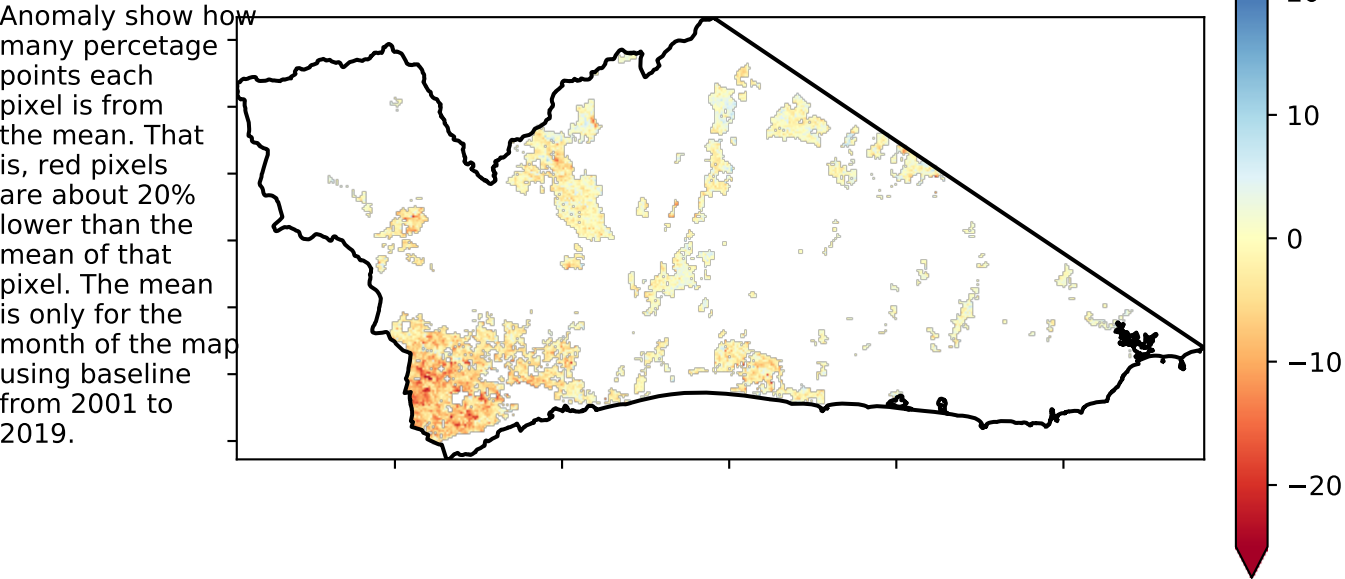 Anomaly show how
many percetage
points each
pixel is from
the mean. That
is, red pixels
are about 20%
lower than the
mean of that
pixel. The mean
is only for the
month of the map
using baseline
from 2001 to
2019.
10
0
−10
−20